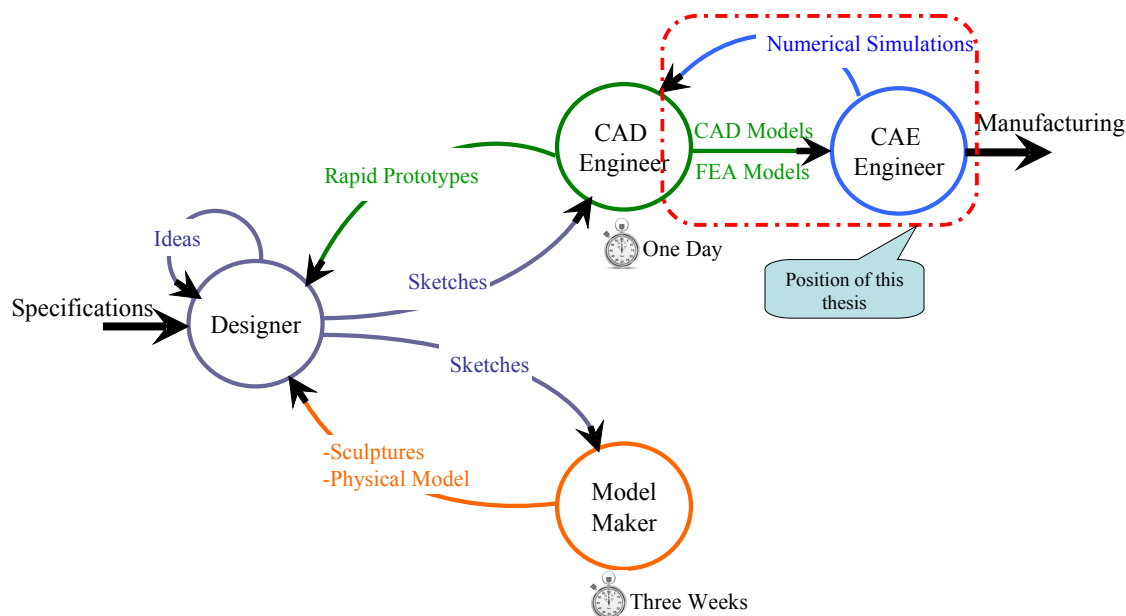 Numerical Simulations
CAD
Engineer
CAD Models
FEA Models
CAE
Engineer
Manufacturing
Rapid Prototypes
Ideas
One Day
Position of this
thesis
Sketches
Specifications
Designer
Sketches
-Sculptures
-Physical Model
Model
Maker
Three Weeks